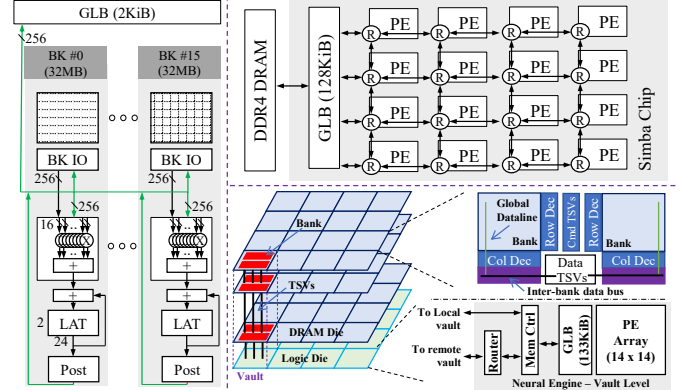 GLB (2KiB)
256
BK #0
(32MB)
BK #15
(32MB)
BK IO
BK IO
256
256
256
16
..
..
X
X
+
+
+
+
2
LAT
LAT
24
Post
Post
DDR4 DRAM
GLB (128KiB)
PE
PE
PE
PE
R
R
R
R
PE
PE
PE
PE
R
R
R
R
PE
PE
PE
PE
R
R
R
R
PE
PE
PE
PE
R
R
R
R
Simba Chip
Bank
TSVs
DRAM Die
Logic Die
Vault
Global
Dataline
Bank
Row Dec
Cmd TSVs
Row Dec
Bank
Col Dec
Data
TSVs
Col Dec
Inter-bank data bus
To Local
vault
To remote
vault
Router
Mem Ctrl
GLB
(133KiB)
PE
Array
(14 x 14)
Neural Engine – Vault Level